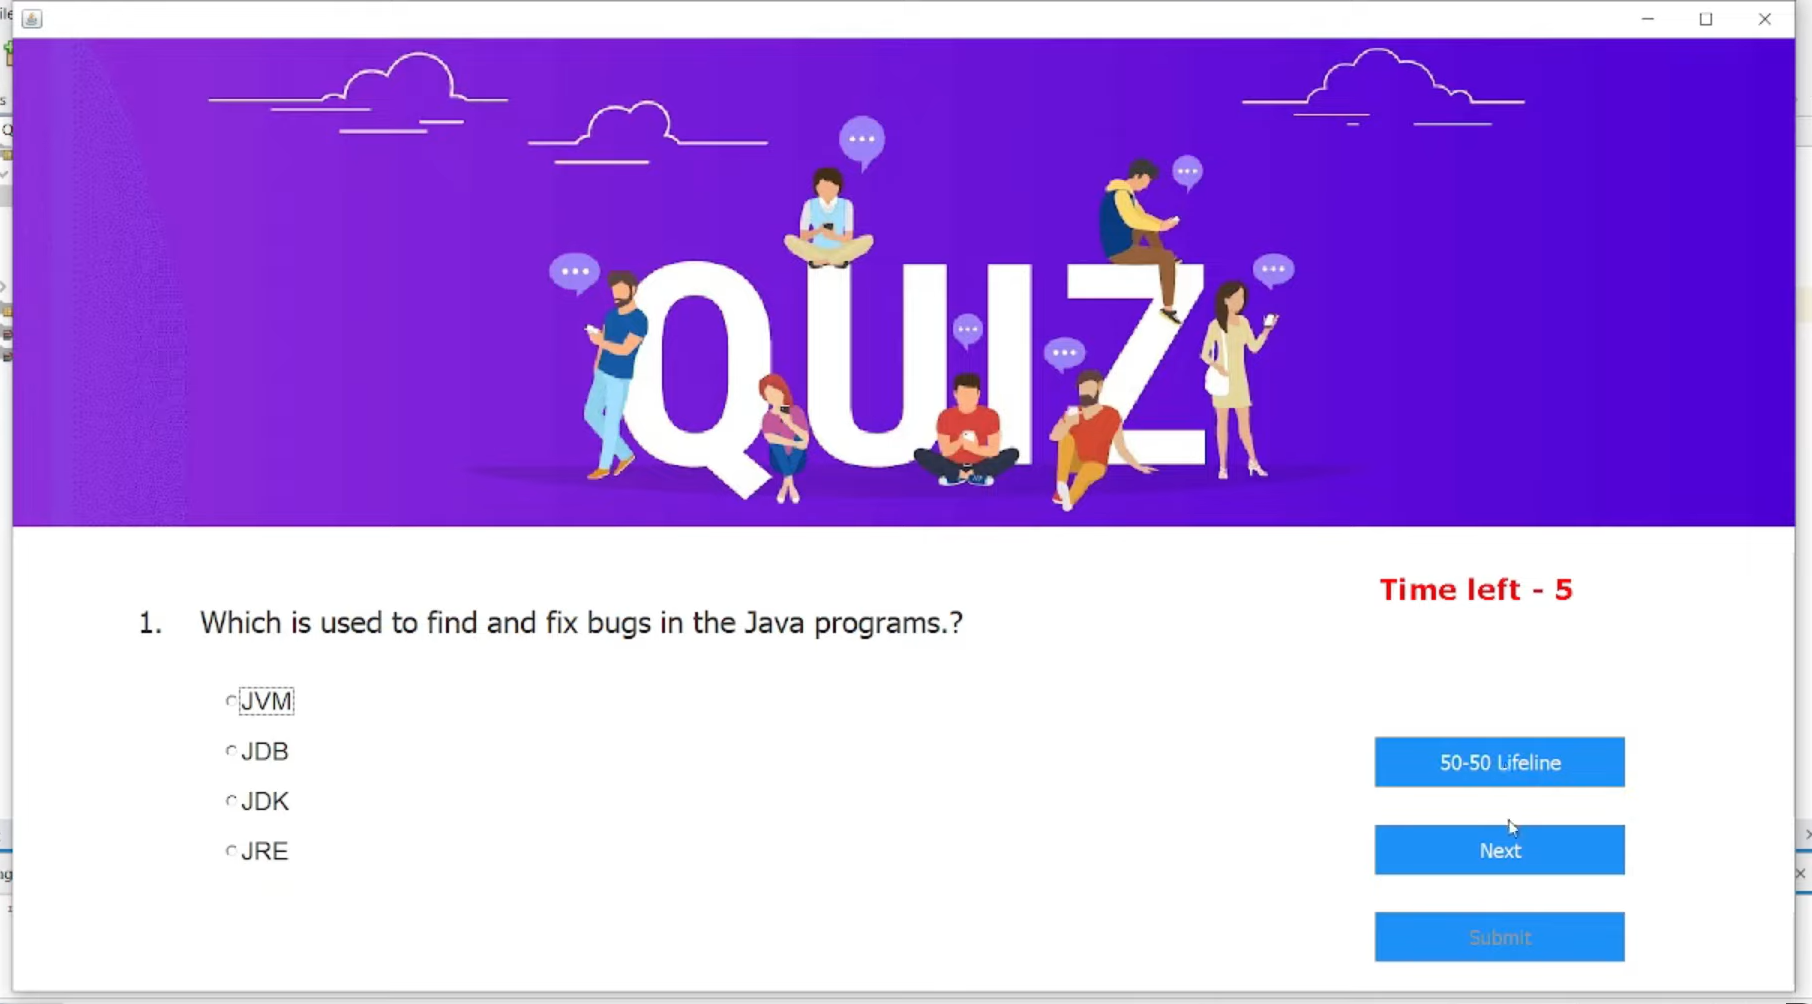 QUIZ
Time left - 5
1. Which is used to find and fix bugs in the Java programs.?
JVM
JDB
JDK
JRE
50-50 Lifeline
Next
Submit